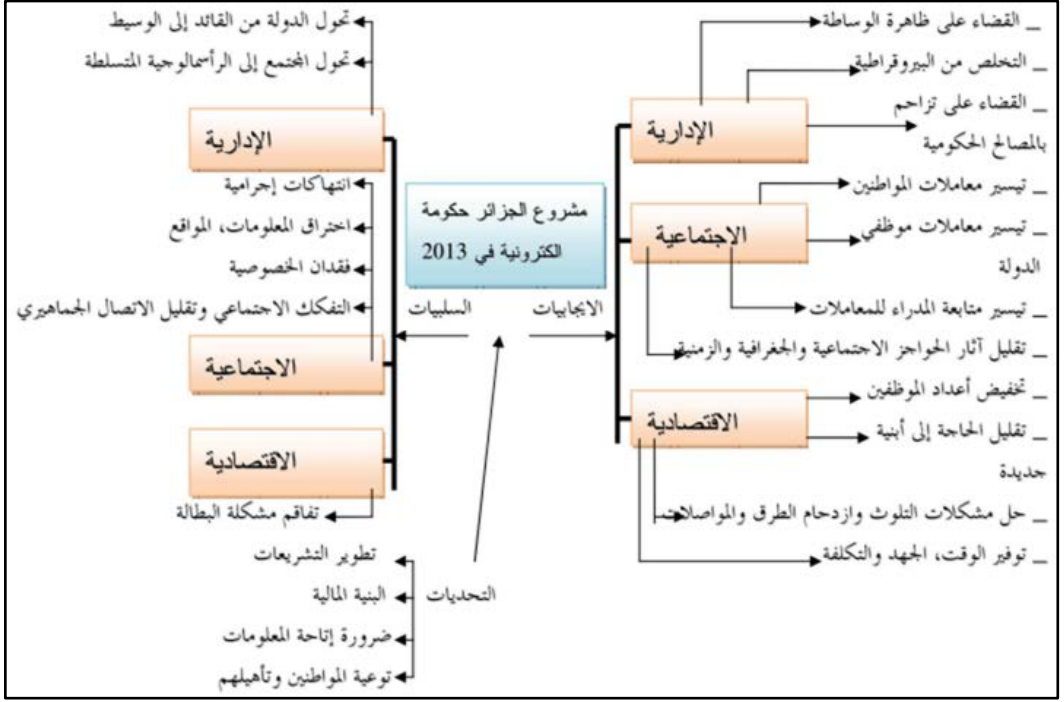 مشروع الجزائر حكومة
الكترونية في 2013
الايجابيات
السلبيات
الإدارية
_ القضاء على ظاهرة الوساطة
_ التخلص من البيروقراطية
_ القضاء على تزاحم
بالمصالح الحكومية
الاجتماعية
_ تيسير معاملات المواطنين
_ تيسير معاملات موظفي
الدولة
_ تيسير متابعة المدراء للمعاملات
_ تقليل آثار الحواجز الاجتماعية والجغرافية والزمنية
الاقتصادية
_ تخفيض أعداد الموظفين
_ تقليل الحاجة إلى أبنية
جديدة
_ حل مشكلات التلوث وازدحام الطرق والمواصلات
_ توفير الوقت، الجهد والتكلفة
تحول الدولة من القائد إلى الوسيط
تحول المجتمع إلى الرأسمالوجية المتسلطة
الإدارية
انتهاكات إجرامية
اختراق المعلومات، المواقع
فقدان الخصوصية
التفكك الاجتماعي وتقليل الاتصال الجماهيري
الاجتماعية
الاقتصادية
تفاقم مشكلة البطالة
التحديات
تطوير التشريعات
البنية المالية
ضرورة إتاحة المعلومات
توعية المواطنين وتأهيلهم